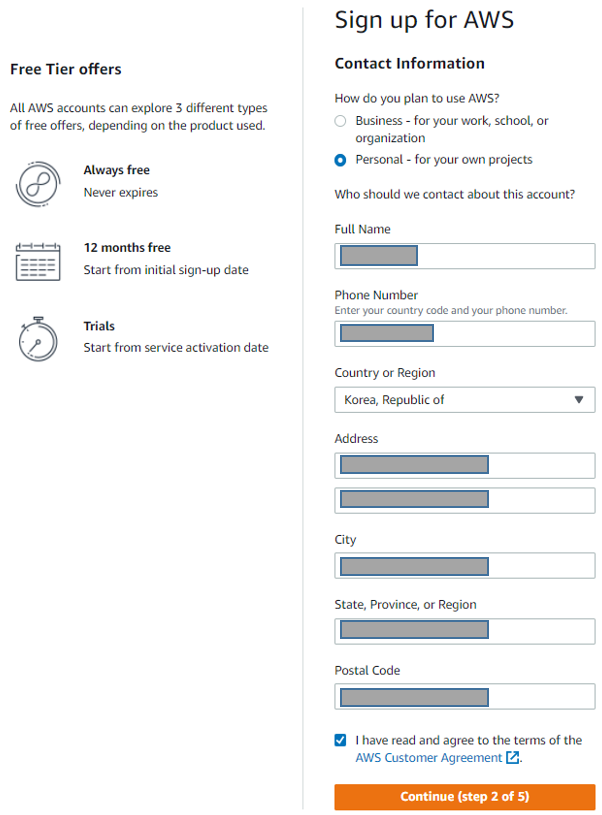 Free Tier offers
All AWS accounts can explore 3 different types
of free offers, depending on the product used.
Always free
Never expires
12 months free
Start from initial sign-up date
Trials
Start from service activation date
Sign up for AWS
Contact Information
How do you plan to use AWS?
Business - for your work, school, or
organization
Personal - for your own projects
Who should we contact about this account?
Full Name
Phone Number
Enter your country code and your phone number.
Country or Region
Korea, Republic of
Address
City
State, Province, or Region
Postal Code
I have read and agree to the terms of the
AWS Customer Agreement.
Continue (step 2 of 5)